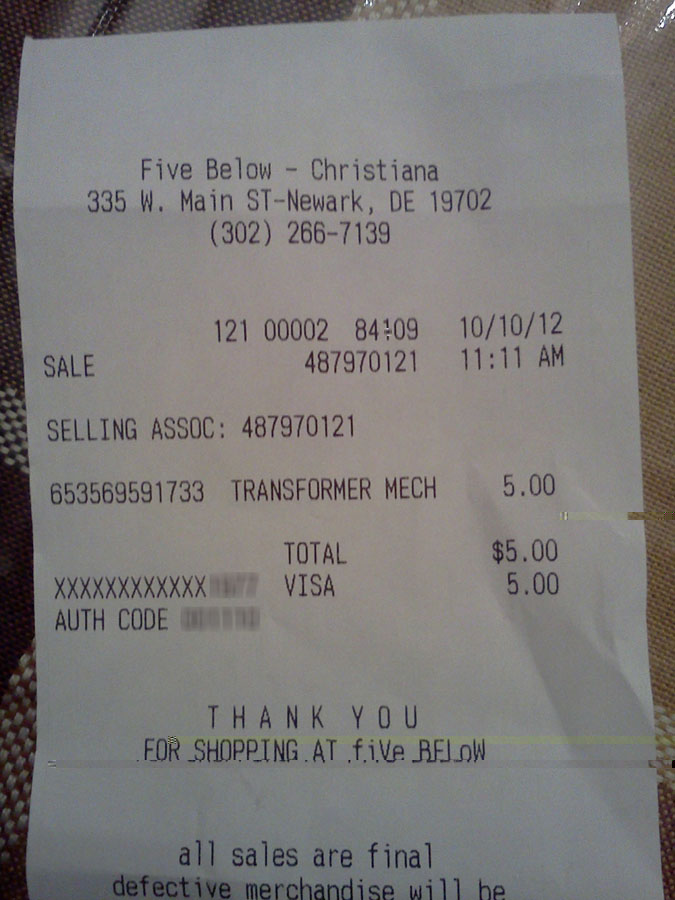 Five Below - Christiana
335 W. Main ST-Newark, DE 19702
(302) 266-7139
121 00002 84109 10/10/12
SALE 487970121 11:11 AM
SELLING ASSOC: 487970121
653569591733 TRANSFORMER MECH 5.00
TOTAL $5.00
XXXXXXXXXXXX VISA 5.00
AUTH CODE
THANK YOU
FOR SHOPPING AT fiVe BELoW
all sales are final
defective merchandise will be